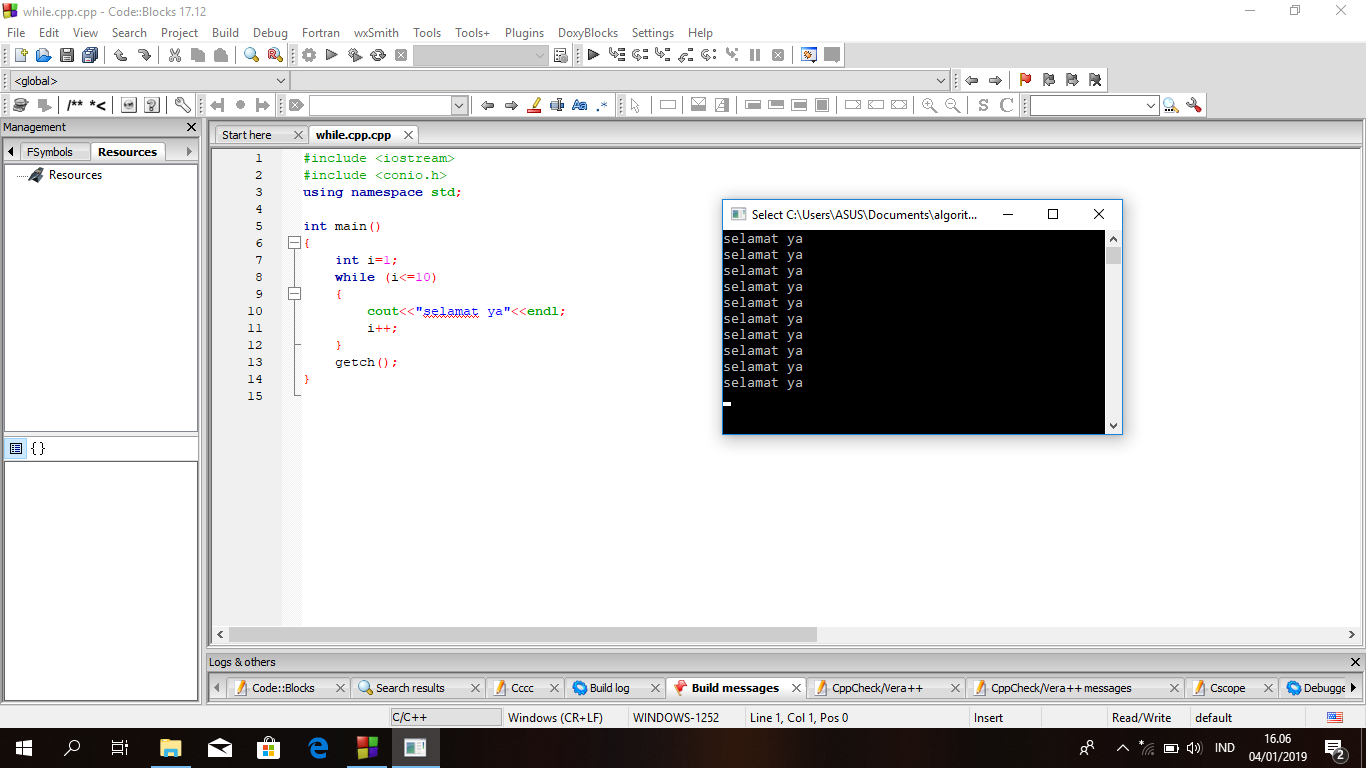 while.cpp.cpp - Code::Blocks 17.12
File Edit View Search Project Build Debug Fortran wxSmith Tools Tools+ Plugins DoxyBlocks Settings Help
<global>
/** *<
Aa .*
S C
Management
Start here
while.cpp.cpp
FSymbols
Resources
Resources
{}
1 #include <iostream>
2 #include <conio.h>
3 using namespace std;
4
5 int main()
6 {
7 int i=1;
8 while (i<=10)
9 {
10 cout<<"selamat ya"<<endl;
11 i++;
12 }
13 getch();
14 }
15
Select C:\Users\ASUS\Documents\algorit...
selamat ya
selamat ya
selamat ya
selamat ya
selamat ya
selamat ya
selamat ya
selamat ya
selamat ya
selamat ya
Logs & others
Code::Blocks
Search results
Cccc
Build log
Build messages
CppCheck/Vera++
CppCheck/Vera++ messages
Cscope
Debugge
C/C++
Windows (CR+LF)
WINDOWS-1252
Line 1, Col 1, Pos 0
Insert
Read/Write
default
IND
16.06
04/01/2019
2